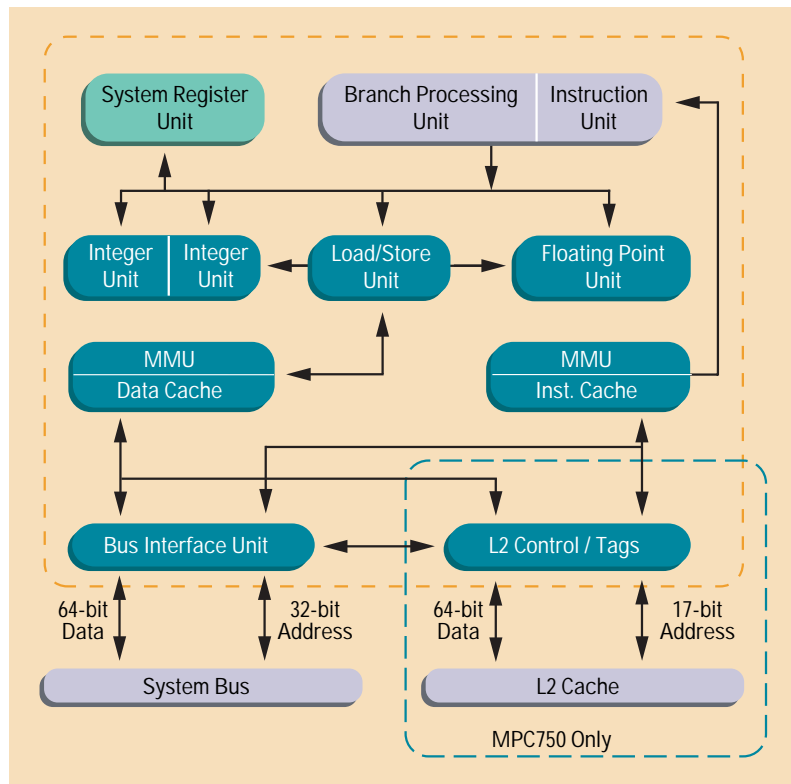 System Register
Unit
Branch Processing
Unit
Instruction
Unit
Integer
Unit
Integer
Unit
Load/Store
Unit
Floating Point
Unit
MMU
Data Cache
MMU
Inst. Cache
Bus Interface Unit
L2 Control / Tags
64-bit
Data
32-bit
Address
64-bit
Data
17-bit
Address
System Bus
L2 Cache
MPC750 Only